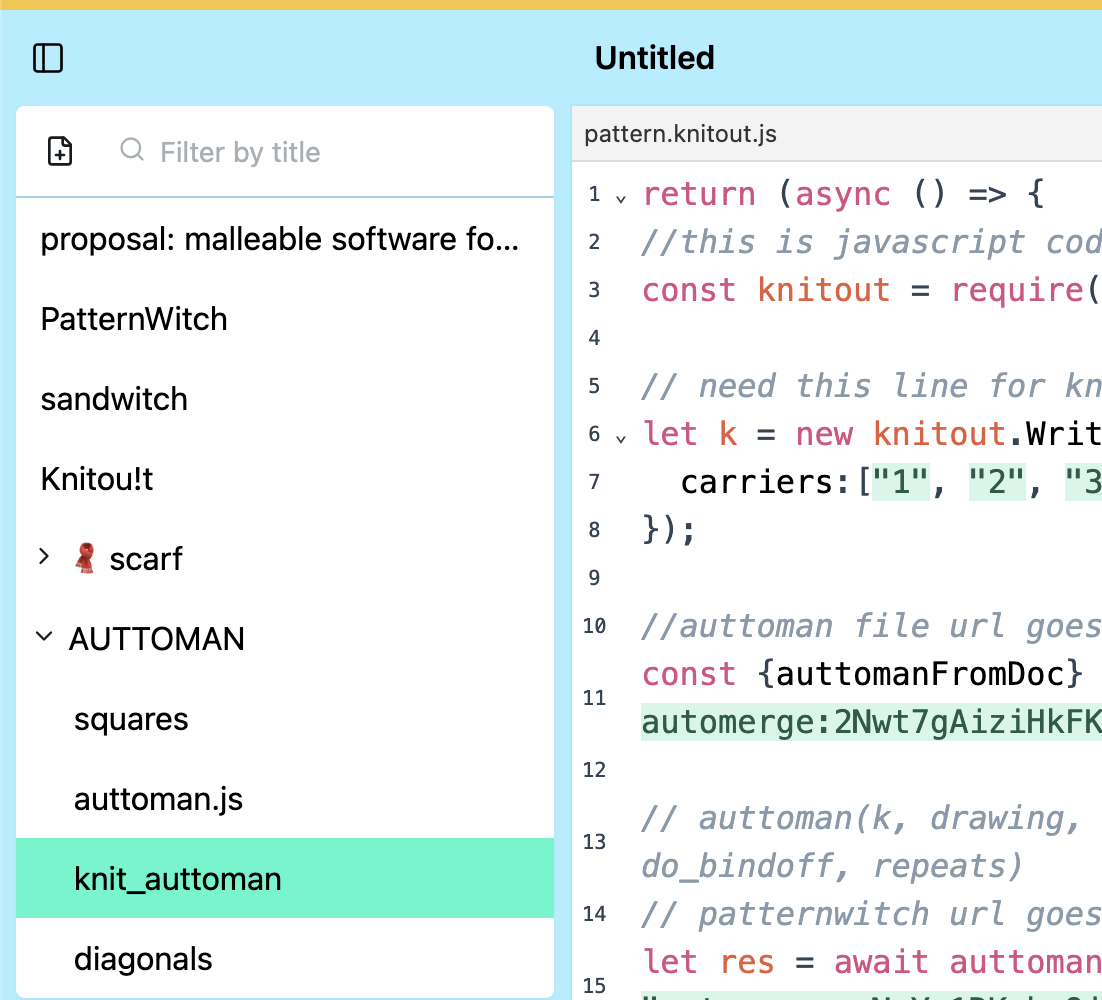 Untitled
Filter by title
proposal: malleable software fo...
PatternWitch
sandwitch
Knitou!t
scarf
AUTTOMAN
squares
auttoman.js
knit_auttoman
diagonals
pattern.knitout.js
1 return (async () => {
2 //this is javascript cod
3 const knitout = require(
4
5 // need this line for kn
6 let k = new knitout.Writ
7 carriers:["1", "2", "3
8 });
9
10 //auttoman file url goes
11 const {auttomanFromDoc}
automerge:2Nwt7gAiziHkFK
12
13 // auttoman(k, drawing,
do_bindoff, repeats)
14 // patternwitch url goes
15 let res = await auttoman